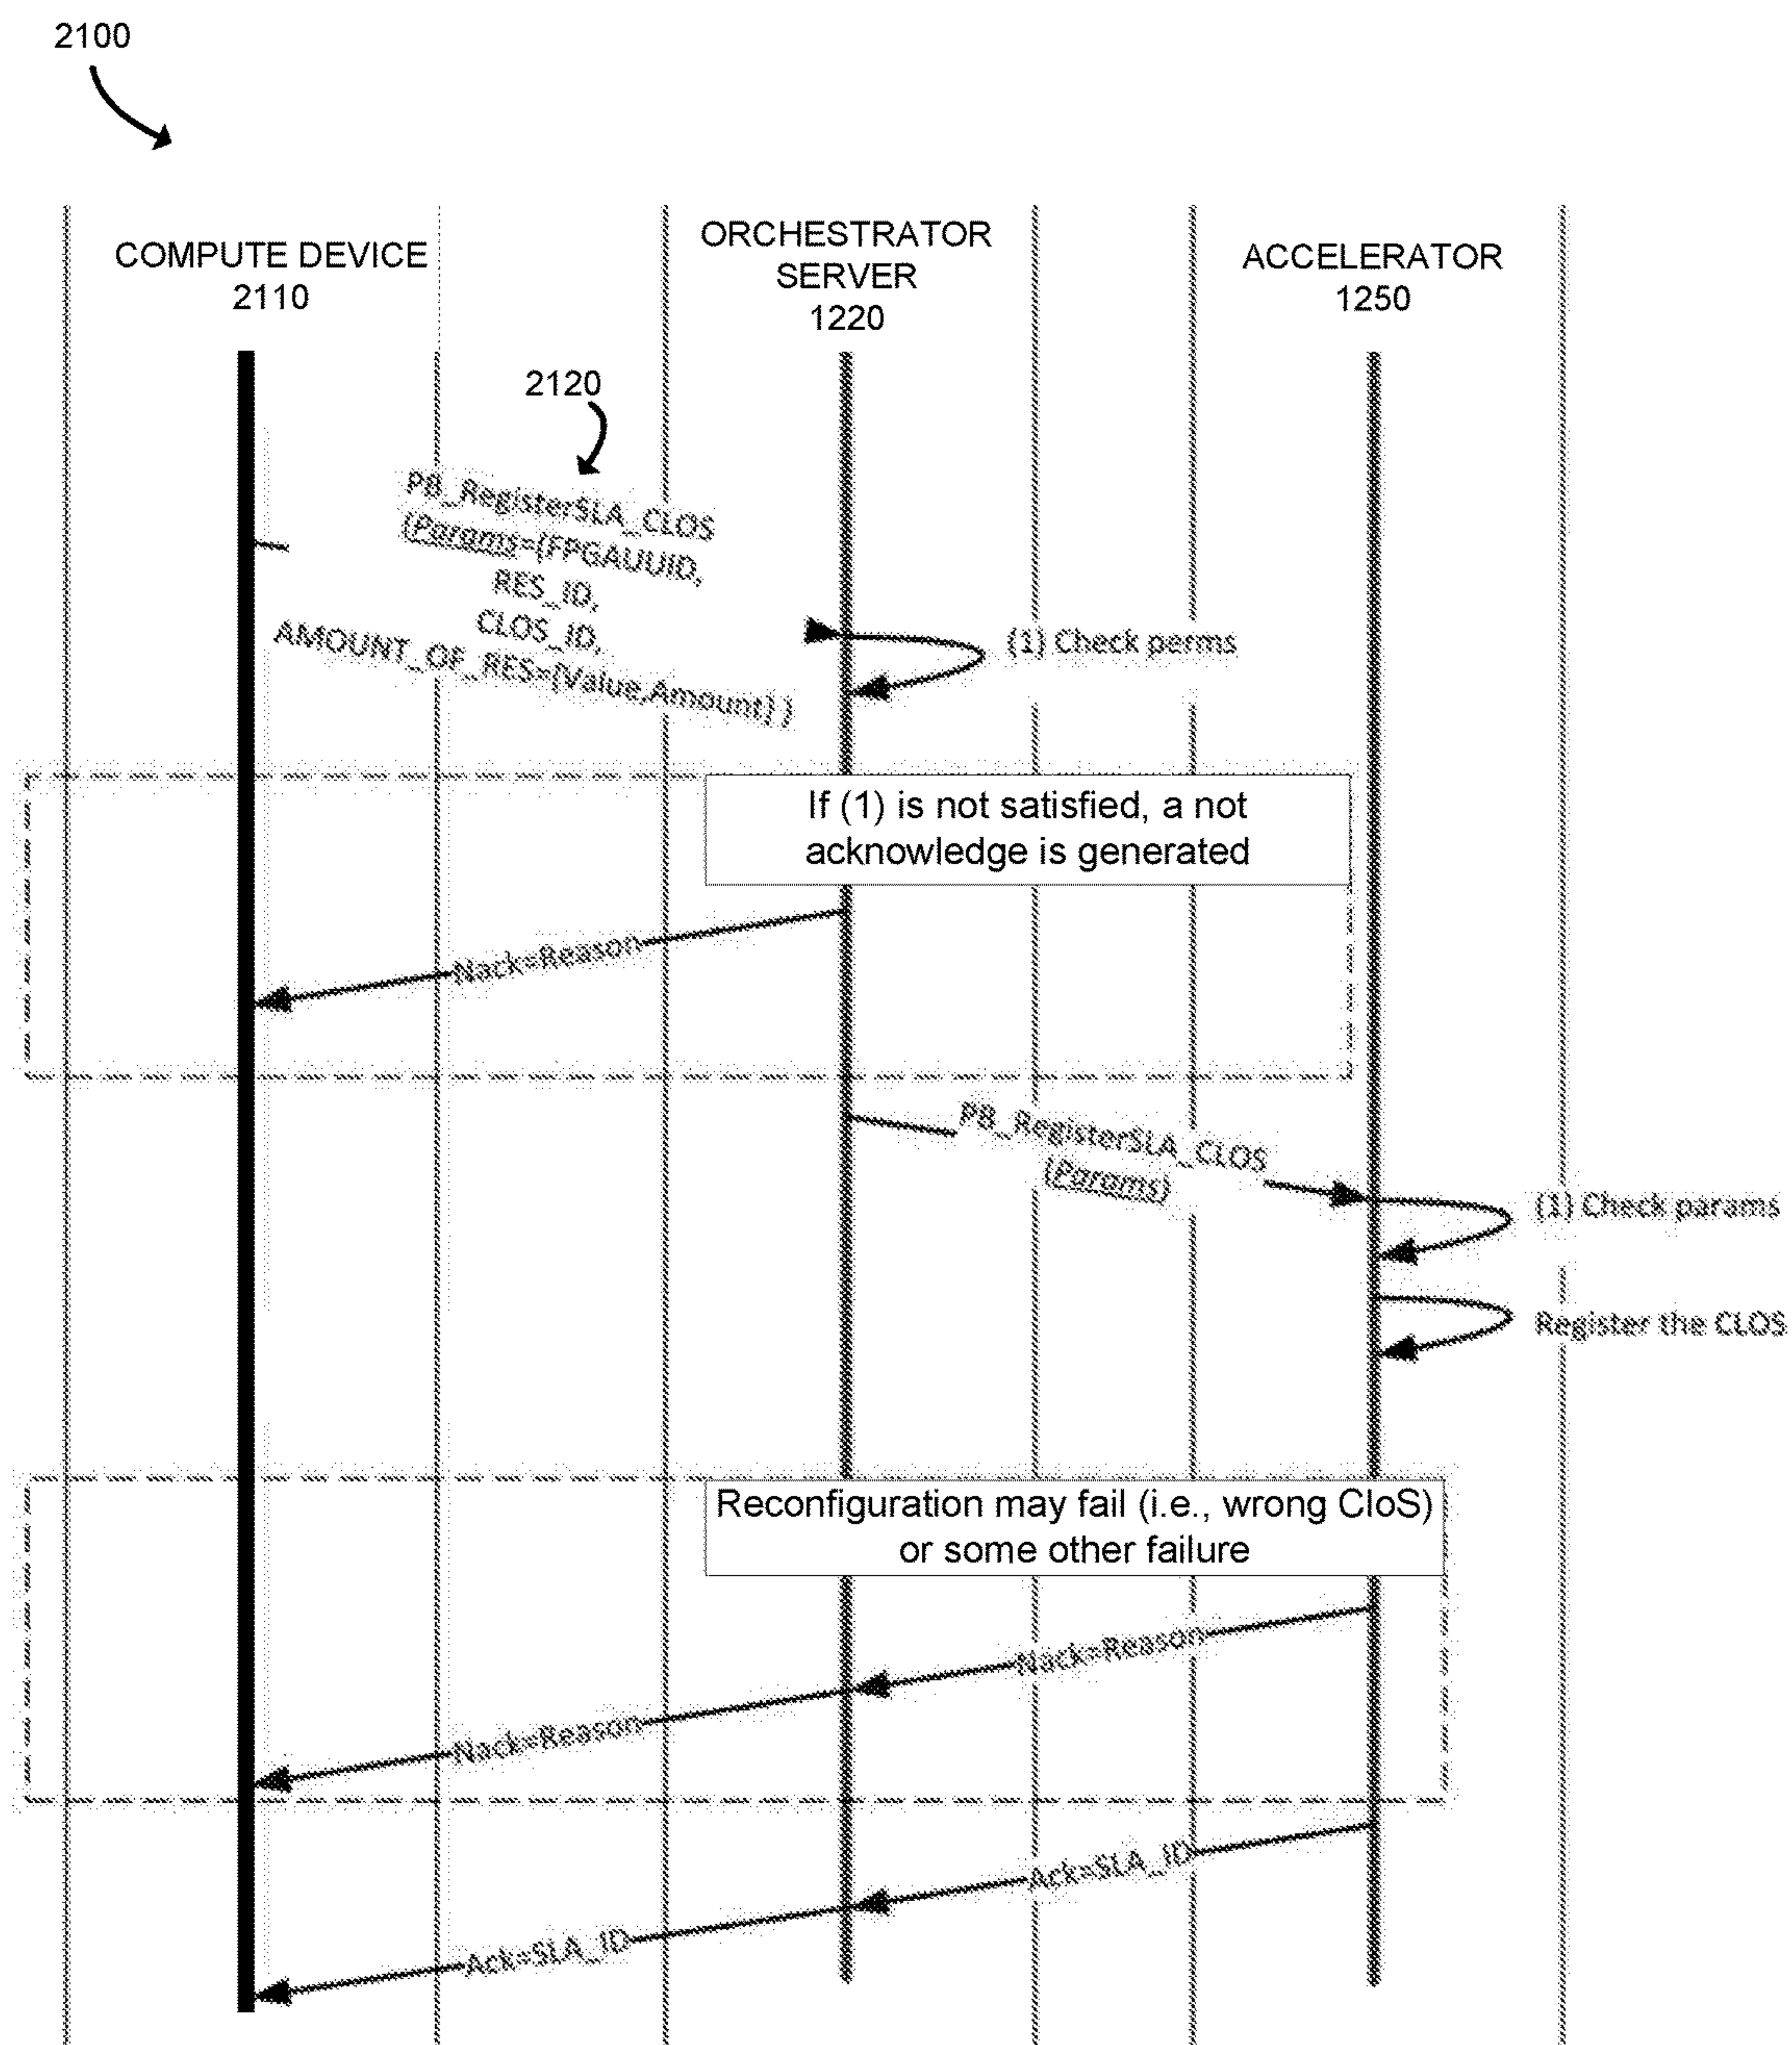 2100
COMPUTE DEVICE
2110
ORCHESTRATOR
SERVER
1220
ACCELERATOR
1250
2120
PB_RegisterSLA_CLOS
(Params={FPGAUUID,
RES_ID,
CLOS_ID,
AMOUNT_OF_RES={Value,Amount} )
(1) Check perms
If (1) is not satisfied, a not
acknowledge is generated
Nack=Reason
PB_RegisterSLA_CLOS
(Params)
(1) Check params
Register the CLOS
Reconfiguration may fail (i.e., wrong CloS)
or some other failure
Nack=Reason
Nack=Reason
Ack=SLA_ID
Ack=SLA_ID